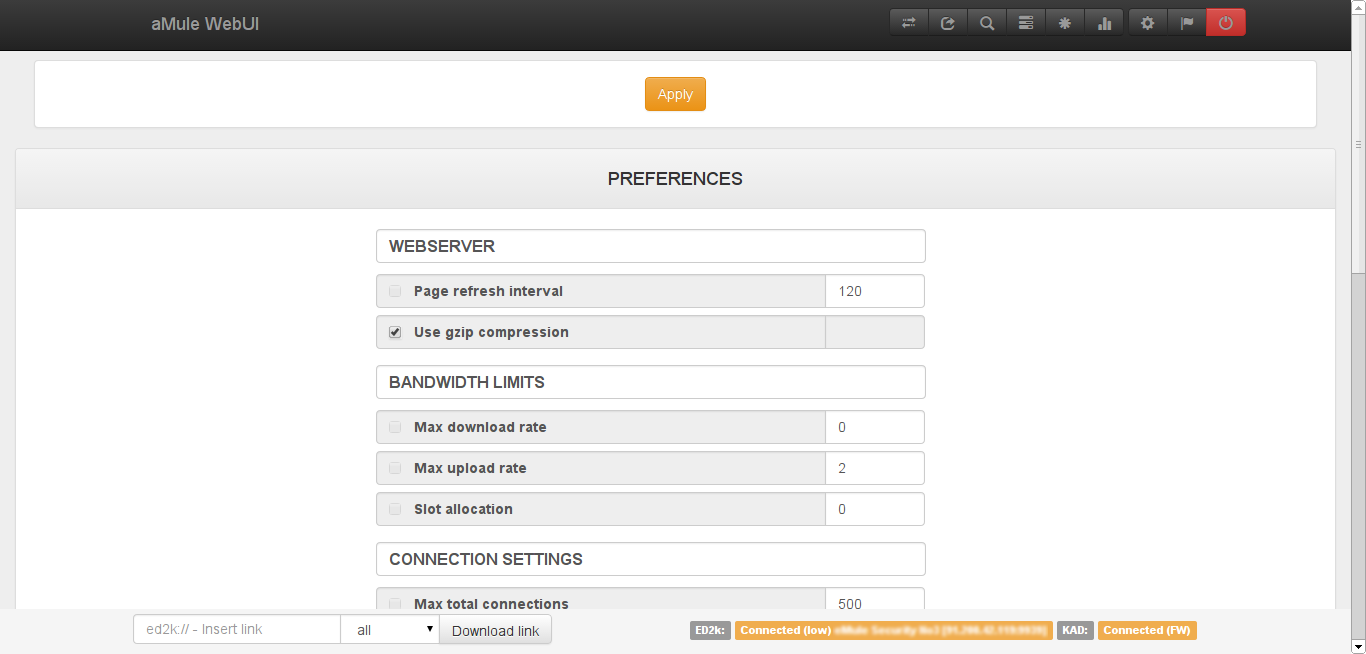 aMule WebUI
Apply
PREFERENCES
WEBSERVER
Page refresh interval 120
Use gzip compression
BANDWIDTH LIMITS
Max download rate 0
Max upload rate 2
Slot allocation 0
CONNECTION SETTINGS
Max total connections 500
ed2k:// - Insert link all Download link ED2k: Connected (low) KAD: Connected (FW)